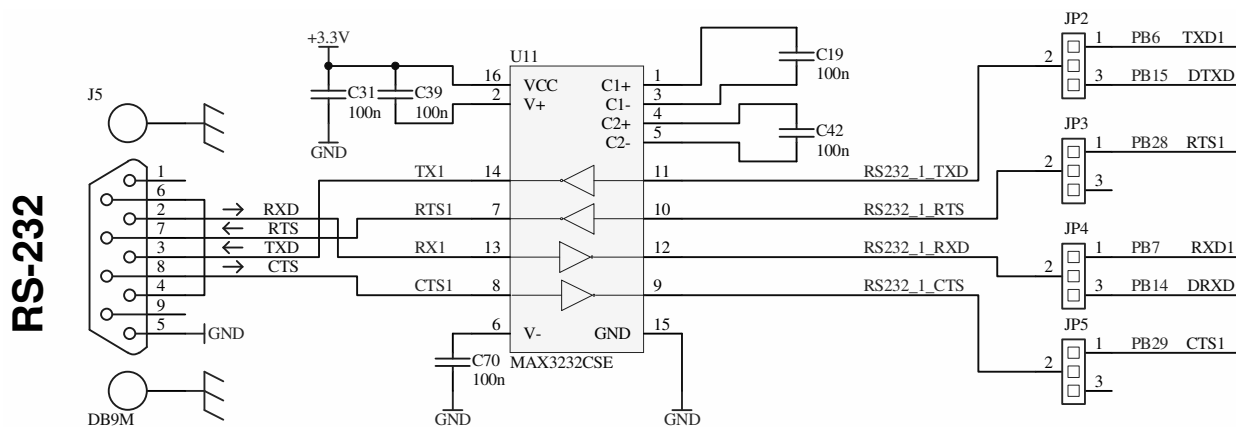 RS-232
J5
DB9M
1
6
2
7
3
8
4
9
5
RXD
RTS
TXD
CTS
GND
+3.3V
C31
100n
C39
100n
GND
U11
16 VCC
2 V+
C1+ 1
C1- 3
C2+ 4
C2- 5
C19
100n
C42
100n
TX1 14
11 RS232_1_TXD
RTS1 7
10 RS232_1_RTS
RX1 13
12 RS232_1_RXD
CTS1 8
9 RS232_1_CTS
6 V-
GND 15
MAX3232CSE
C70
100n
GND
GND
JP2
2
1 PB6 TXD1
3 PB15 DTXD
JP3
2
1 PB28 RTS1
3
JP4
2
1 PB7 RXD1
3 PB14 DRXD
JP5
2
1 PB29 CTS1
3